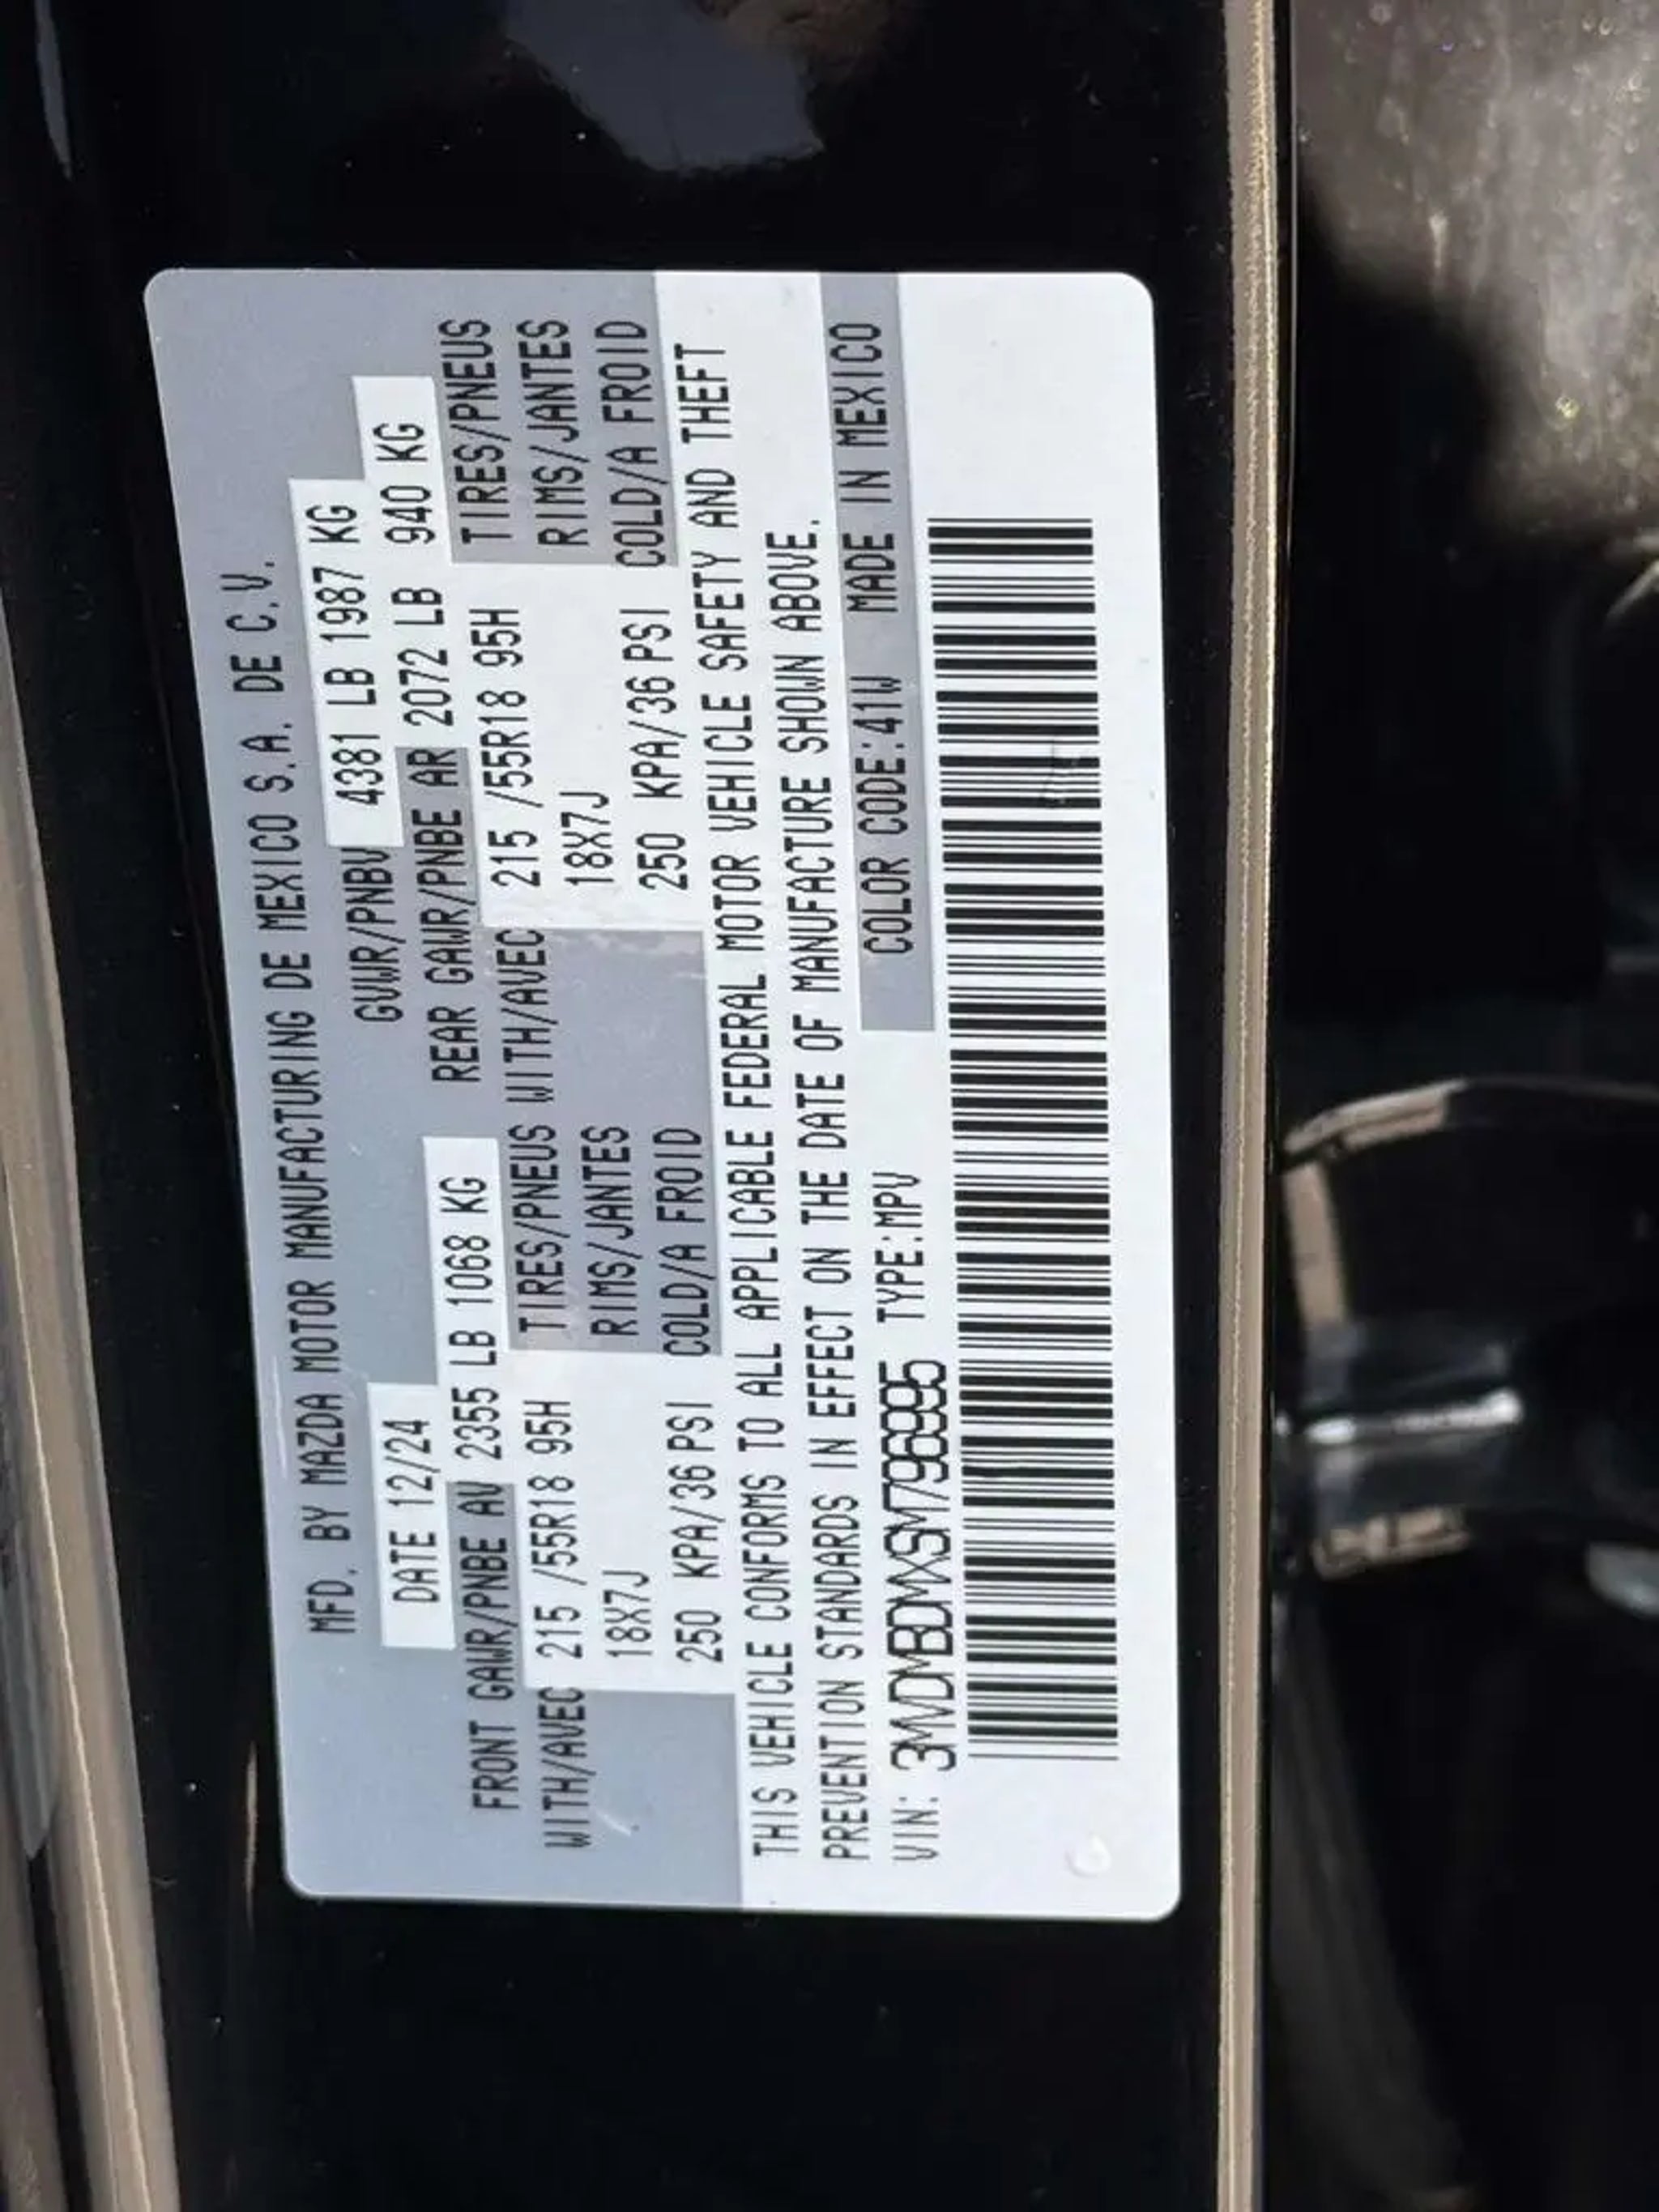 MFD. BY MAZDA MOTOR MANUFACTURING DE MEXICO S.A. DE C.V.
DATE 12/24 GVWR/PNBV 4381 LB 1987 KG
FRONT GAWR/PNBE AV 2355 LB 1068 KG REAR GAWR/PNBE AR 2072 LB 940 KG
WITH/AVEC 215 /55R18 95H TIRES/PNEUS WITH/AVEC 215 /55R18 95H TIRES/PNEUS
18X7J RIMS/JANTES 18X7J RIMS/JANTES
250 KPA/36 PSI COLD/A FROID 250 KPA/36 PSI COLD/A FROID
THIS VEHICLE CONFORMS TO ALL APPLICABLE FEDERAL MOTOR VEHICLE SAFETY AND THEFT
PREVENTION STANDARDS IN EFFECT ON THE DATE OF MANUFACTURE SHOWN ABOVE.
VIN: 3MVDMBDMXSM796995 TYPE:MPV COLOR CODE:41W MADE IN MEXICO